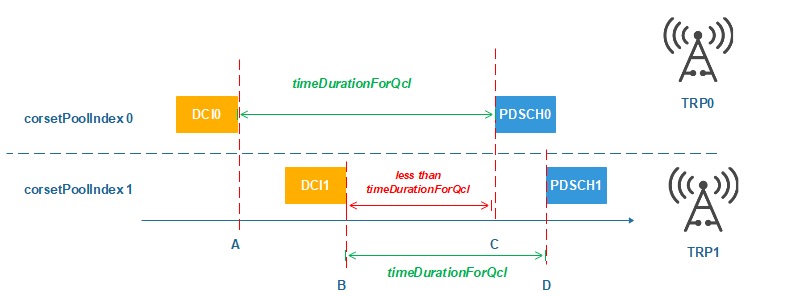 timeDurationForQcl
TRP0
corsetPoolIndex 0
DCI0
PDSCH0
corsetPoolIndex 1
DCI1
less than
timeDurationForQcl
PDSCH1
TRP1
A
C
timeDurationForQcl
B
D